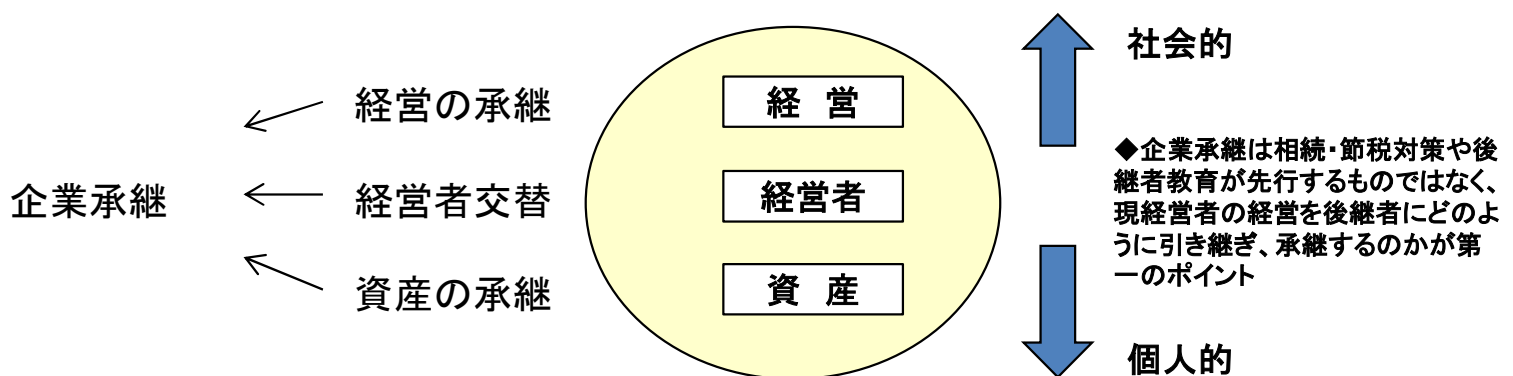 社会的
経営の承継
経 営
企業承継
経営者交替
経営者
資産の承継
資 産
◆企業承継は相続・節税対策や後
継者教育が先行するものではなく、
現経営者の経営を後継者にどのよ
うに引き継ぎ、承継するのかが第
一のポイント
個人的